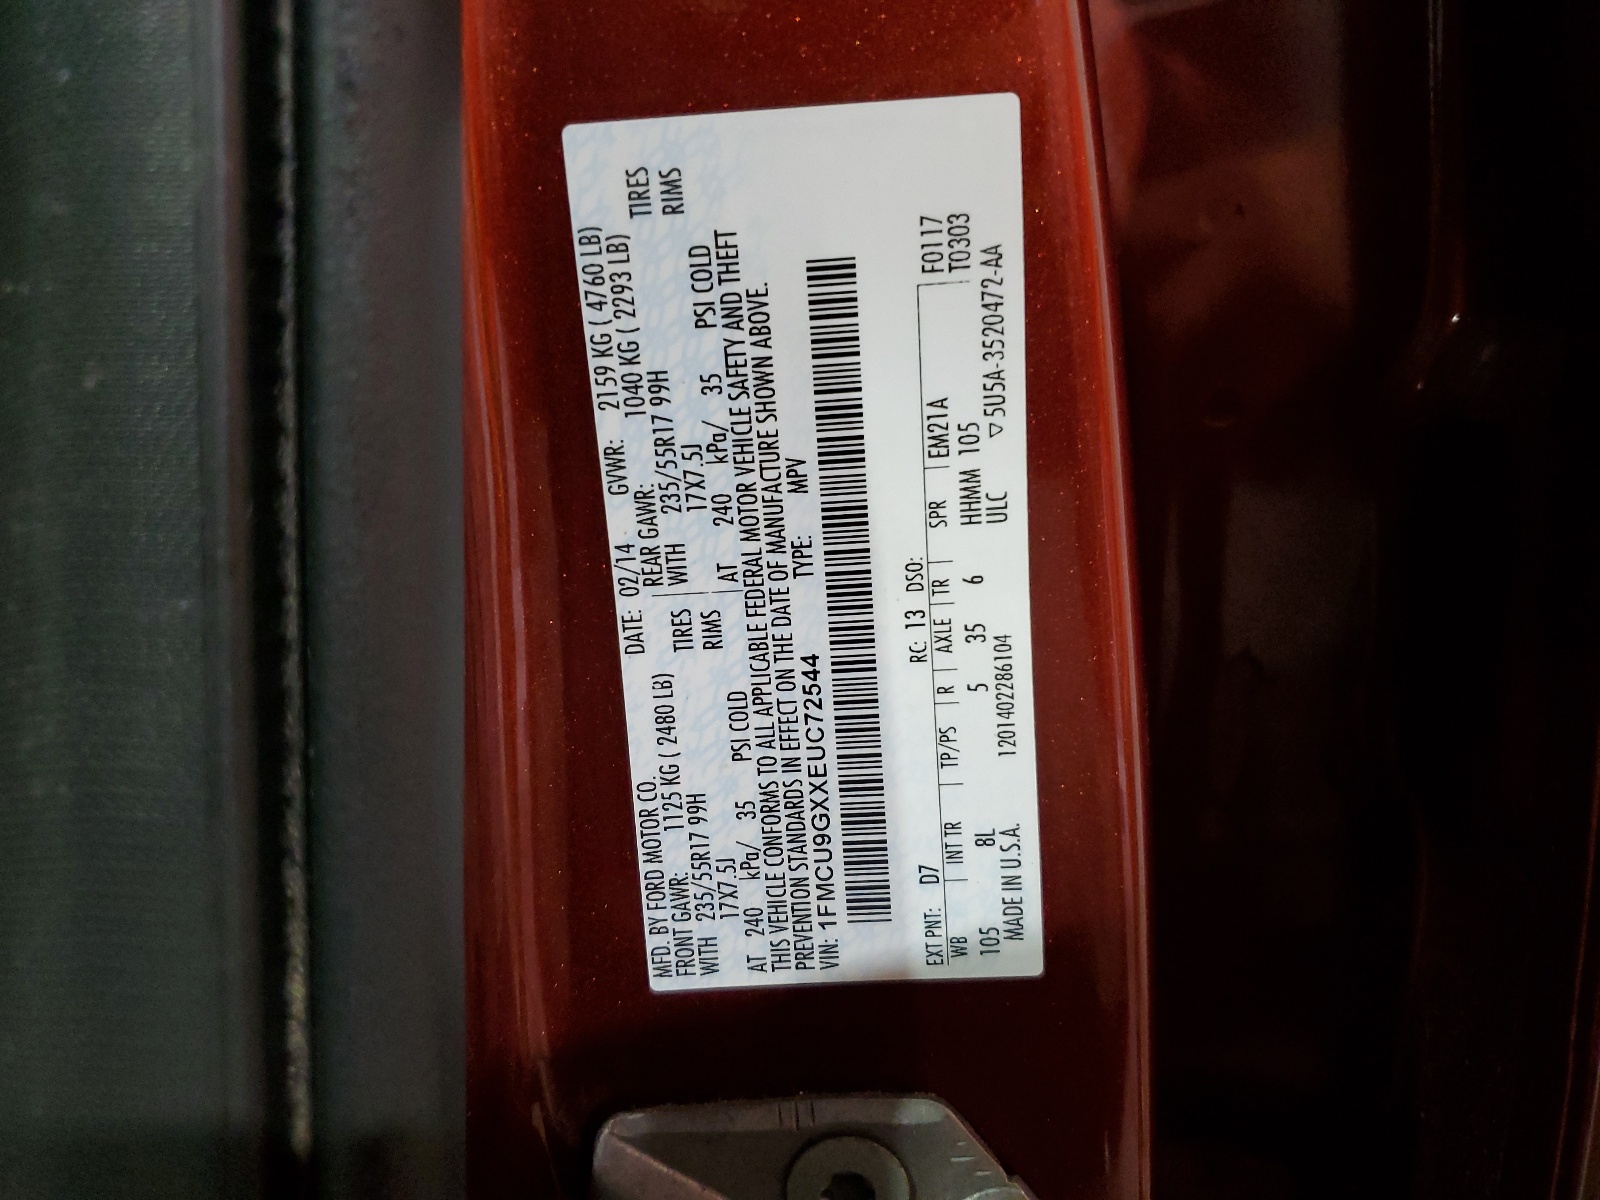 MFD. BY FORD MOTOR CO. DATE: 02/14 GVWR: 2159 KG ( 4760 LB)
FRONT GAWR: 1125 KG ( 2480 LB) REAR GAWR: 1040 KG ( 2293 LB)
WITH 235/55R17 99H TIRES WITH 235/55R17 99H TIRES
17X7.5J RIMS 17X7.5J RIMS
AT 240 kPa/ 35 PSI COLD AT 240 kPa/ 35 PSI COLD
THIS VEHICLE CONFORMS TO ALL APPLICABLE FEDERAL MOTOR VEHICLE SAFETY AND THEFT
PREVENTION STANDARDS IN EFFECT ON THE DATE OF MANUFACTURE SHOWN ABOVE.
VIN: 1FMCU9GXXEUC72544 TYPE: MPV
EXT PNT: D7 RC: 13 DSO: F0117
WB INT TR TP/PS R AXLE TR SPR EM21A T0303
105 8L 5 35 6 HHMM 105
MADE IN U.S.A. 1201402286104 ULC ▽ 5U5A-3520472-AA